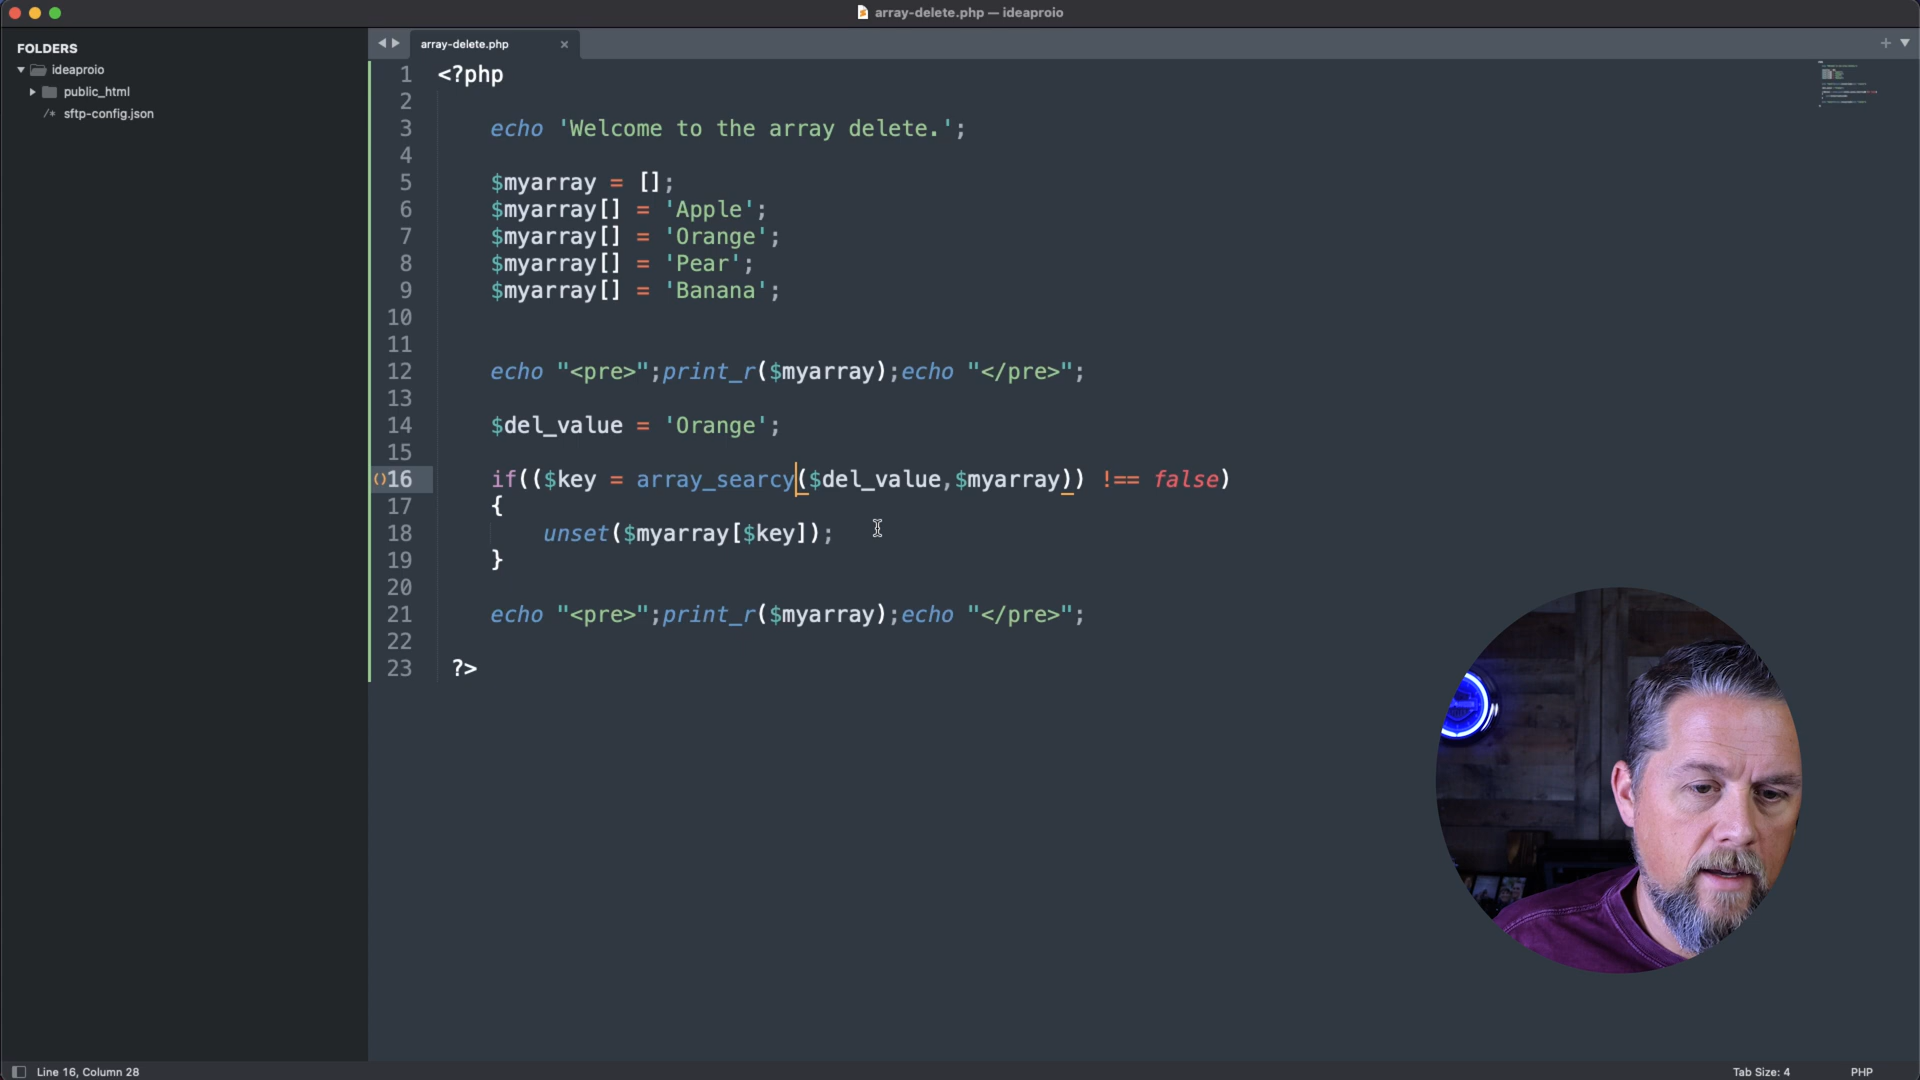 array-delete.php — ideaproio
FOLDERS
ideaproio
public_html
/* sftp-config.json
array-delete.php
1 <?php
2
3 echo 'Welcome to the array delete.';
4
5 $myarray = [];
6 $myarray[] = 'Apple';
7 $myarray[] = 'Orange';
8 $myarray[] = 'Pear';
9 $myarray[] = 'Banana';
10
11
12 echo "<pre>";print_r($myarray);echo "</pre>";
13
14 $del_value = 'Orange';
15
16 if(($key = array_searcy($del_value,$myarray)) !== false)
17 {
18 unset($myarray[$key]);
19 }
20
21 echo "<pre>";print_r($myarray);echo "</pre>";
22
23 ?>
Line 16, Column 28
Tab Size: 4
PHP